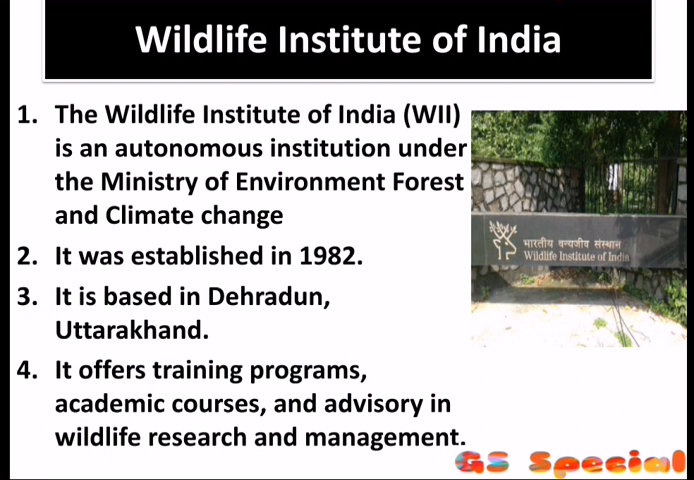 Wildlife Institute of India
1. The Wildlife Institute of India (WII)
is an autonomous institution under
the Ministry of Environment Forest
and Climate change
2. It was established in 1982.
3. It is based in Dehradun,
Uttarakhand.
4. It offers training programs,
academic courses, and advisory in
wildlife research and management.
भारतीय वन्यजीव संस्थान
Wildlife Institute of India
GS Special